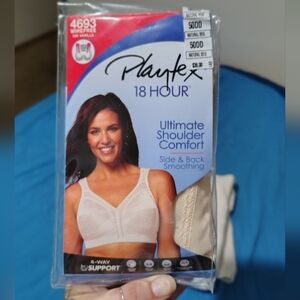 4693
WIREFREE
50DD
50DD
Playtex
18 HOUR
Ultimate
Shoulder
Comfort
Side & Back
Smoothing
4-WAY
SUPPORT